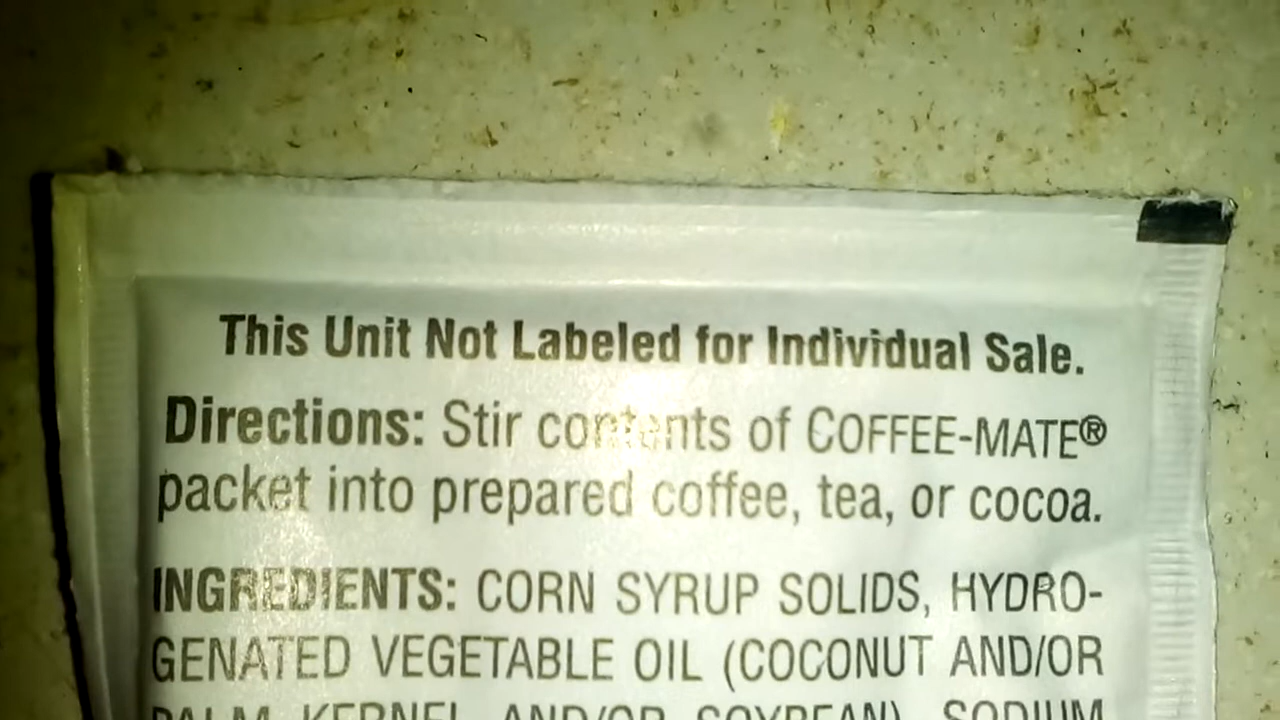 This Unit Not Labeled for Individual Sale.
Directions: Stir contents of COFFEE-MATE®
packet into prepared coffee, tea, or cocoa.
INGREDIENTS: CORN SYRUP SOLIDS, HYDRO-
GENATED VEGETABLE OIL (COCONUT AND/OR
PALM KERNEL AND/OR SOYBEAN), SODIUM